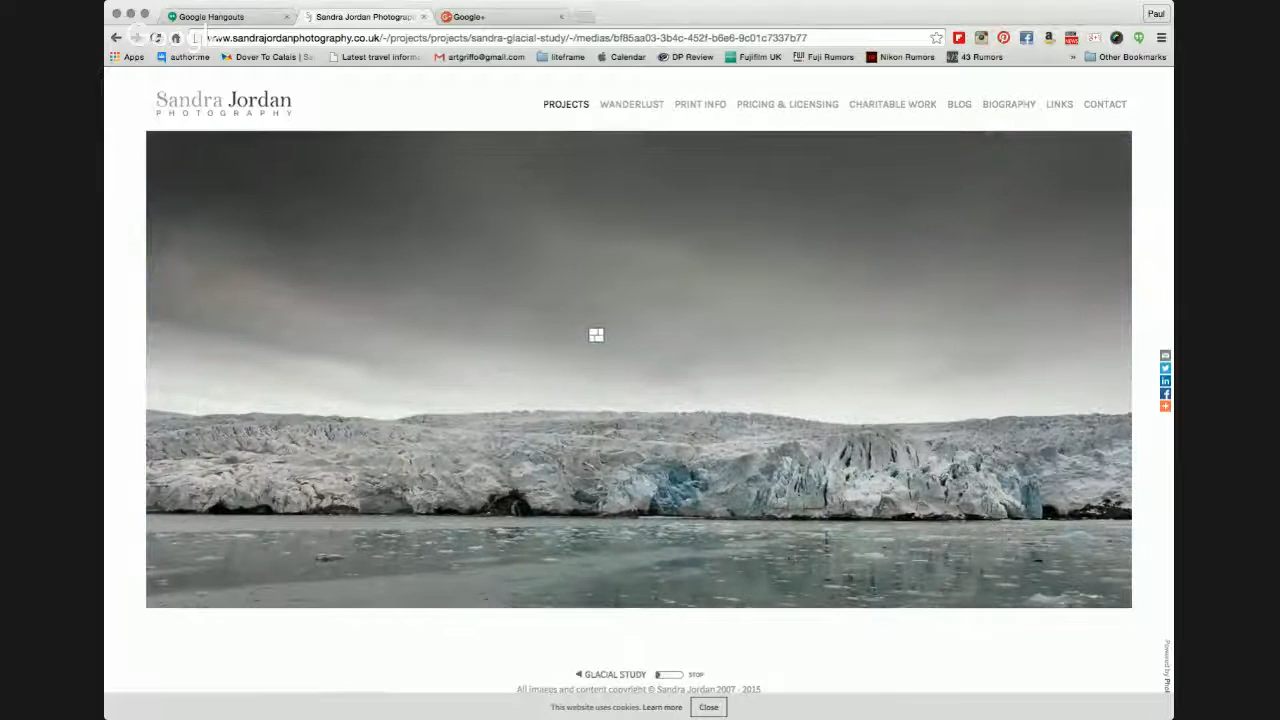 Google Hangouts
Sandra Jordan Photograp
Google+
Paul
www.sandrajordanphotography.co.uk/-/projects/projects/sandra-glacial-study/-/medias/bf85aa03-3b4c-452f-b6e6-9c01c7337b77
Apps
author:me
Dover To Calais | Sa
Latest travel inform
artgriffo@gmail.com
liteframe
Calendar
DP Review
Fujifilm UK
Fuji Rumors
Nikon Rumors
43 Rumors
»
Other Bookmarks
Sandra Jordan
PHOTOGRAPHY
PROJECTS
WANDERLUST
PRINT INFO
PRICING & LICENSING
CHARITABLE WORK
BLOG
BIOGRAPHY
LINKS
CONTACT
GLACIAL STUDY
STOP
All images and content copyright © Sandra Jordan 2007 - 2015
This website uses cookies. Learn more
Close
Powered by